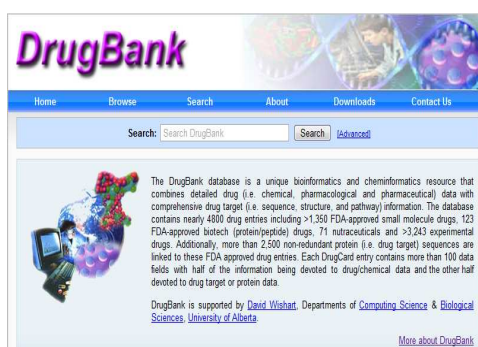 DrugBank
Home Browse Search About Downloads Contact Us
Search: Search DrugBank Search [Advanced]
The DrugBank database is a unique bioinformatics and cheminformatics resource that
combines detailed drug (i.e. chemical, pharmacological and pharmaceutical) data with
comprehensive drug target (i.e. sequence, structure, and pathway) information. The database
contains nearly 4800 drug entries including >1,350 FDA-approved small molecule drugs, 123
FDA-approved biotech (protein/peptide) drugs, 71 nutraceuticals and >3,243 experimental
drugs. Additionally, more than 2,500 non-redundant protein (i.e. drug target) sequences are
linked to these FDA approved drug entries. Each DrugCard entry contains more than 100 data
fields with half of the information being devoted to drug/chemical data and the other half
devoted to drug target or protein data.
DrugBank is supported by David Wishart, Departments of Computing Science & Biological
Sciences, University of Alberta.
More about DrugBank